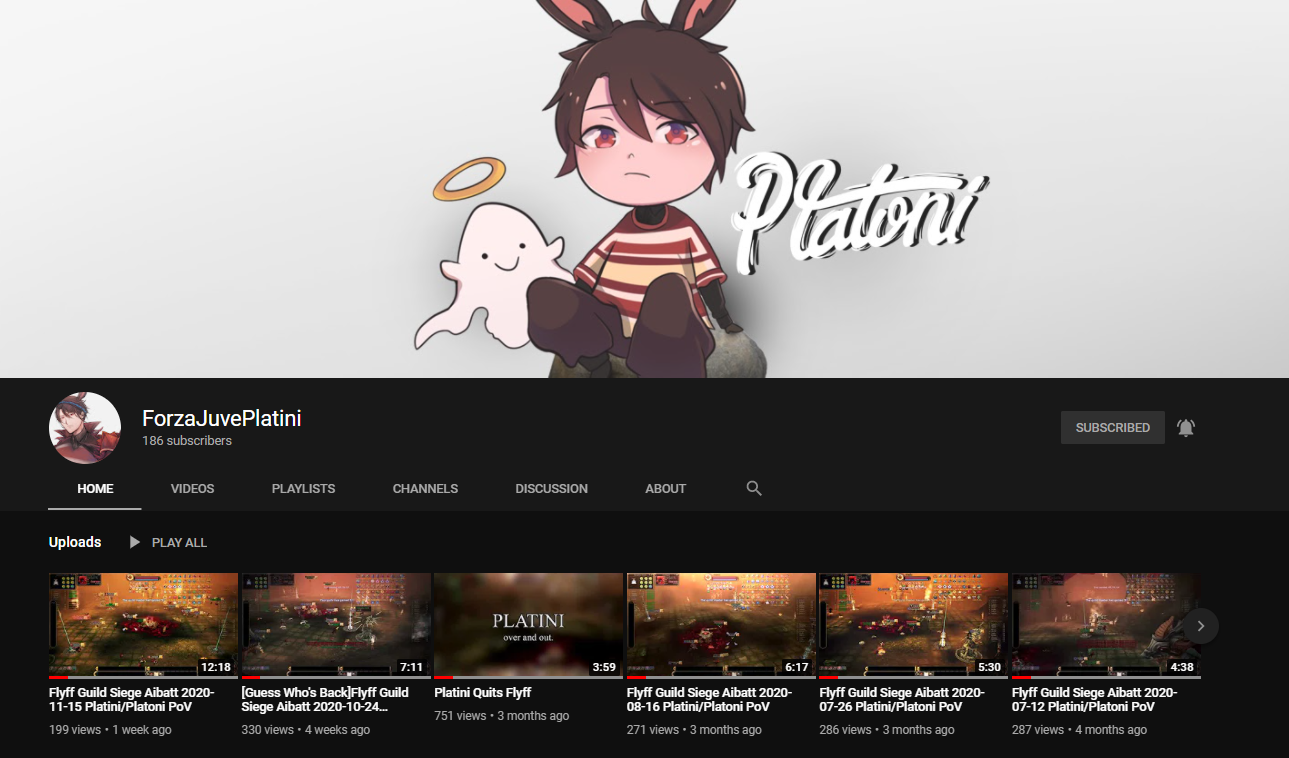 Platoni
ForzaJuvePlatini
186 subscribers
SUBSCRIBED
HOME VIDEOS PLAYLISTS CHANNELS DISCUSSION ABOUT
Uploads PLAY ALL
PLATINI
over and out.
12:18 7:11 3:59 6:17 5:30 4:38
Flyff Guild Siege Aibatt 2020-
11-15 Platini/Platoni PoV
199 views • 1 week ago
[Guess Who's Back]Flyff Guild
Siege Aibatt 2020-10-24...
330 views • 4 weeks ago
Platini Quits Flyff
751 views • 3 months ago
Flyff Guild Siege Aibatt 2020-
08-16 Platini/Platoni PoV
271 views • 3 months ago
Flyff Guild Siege Aibatt 2020-
07-26 Platini/Platoni PoV
286 views • 3 months ago
Flyff Guild Siege Aibatt 2020-
07-12 Platini/Platoni PoV
287 views • 4 months ago